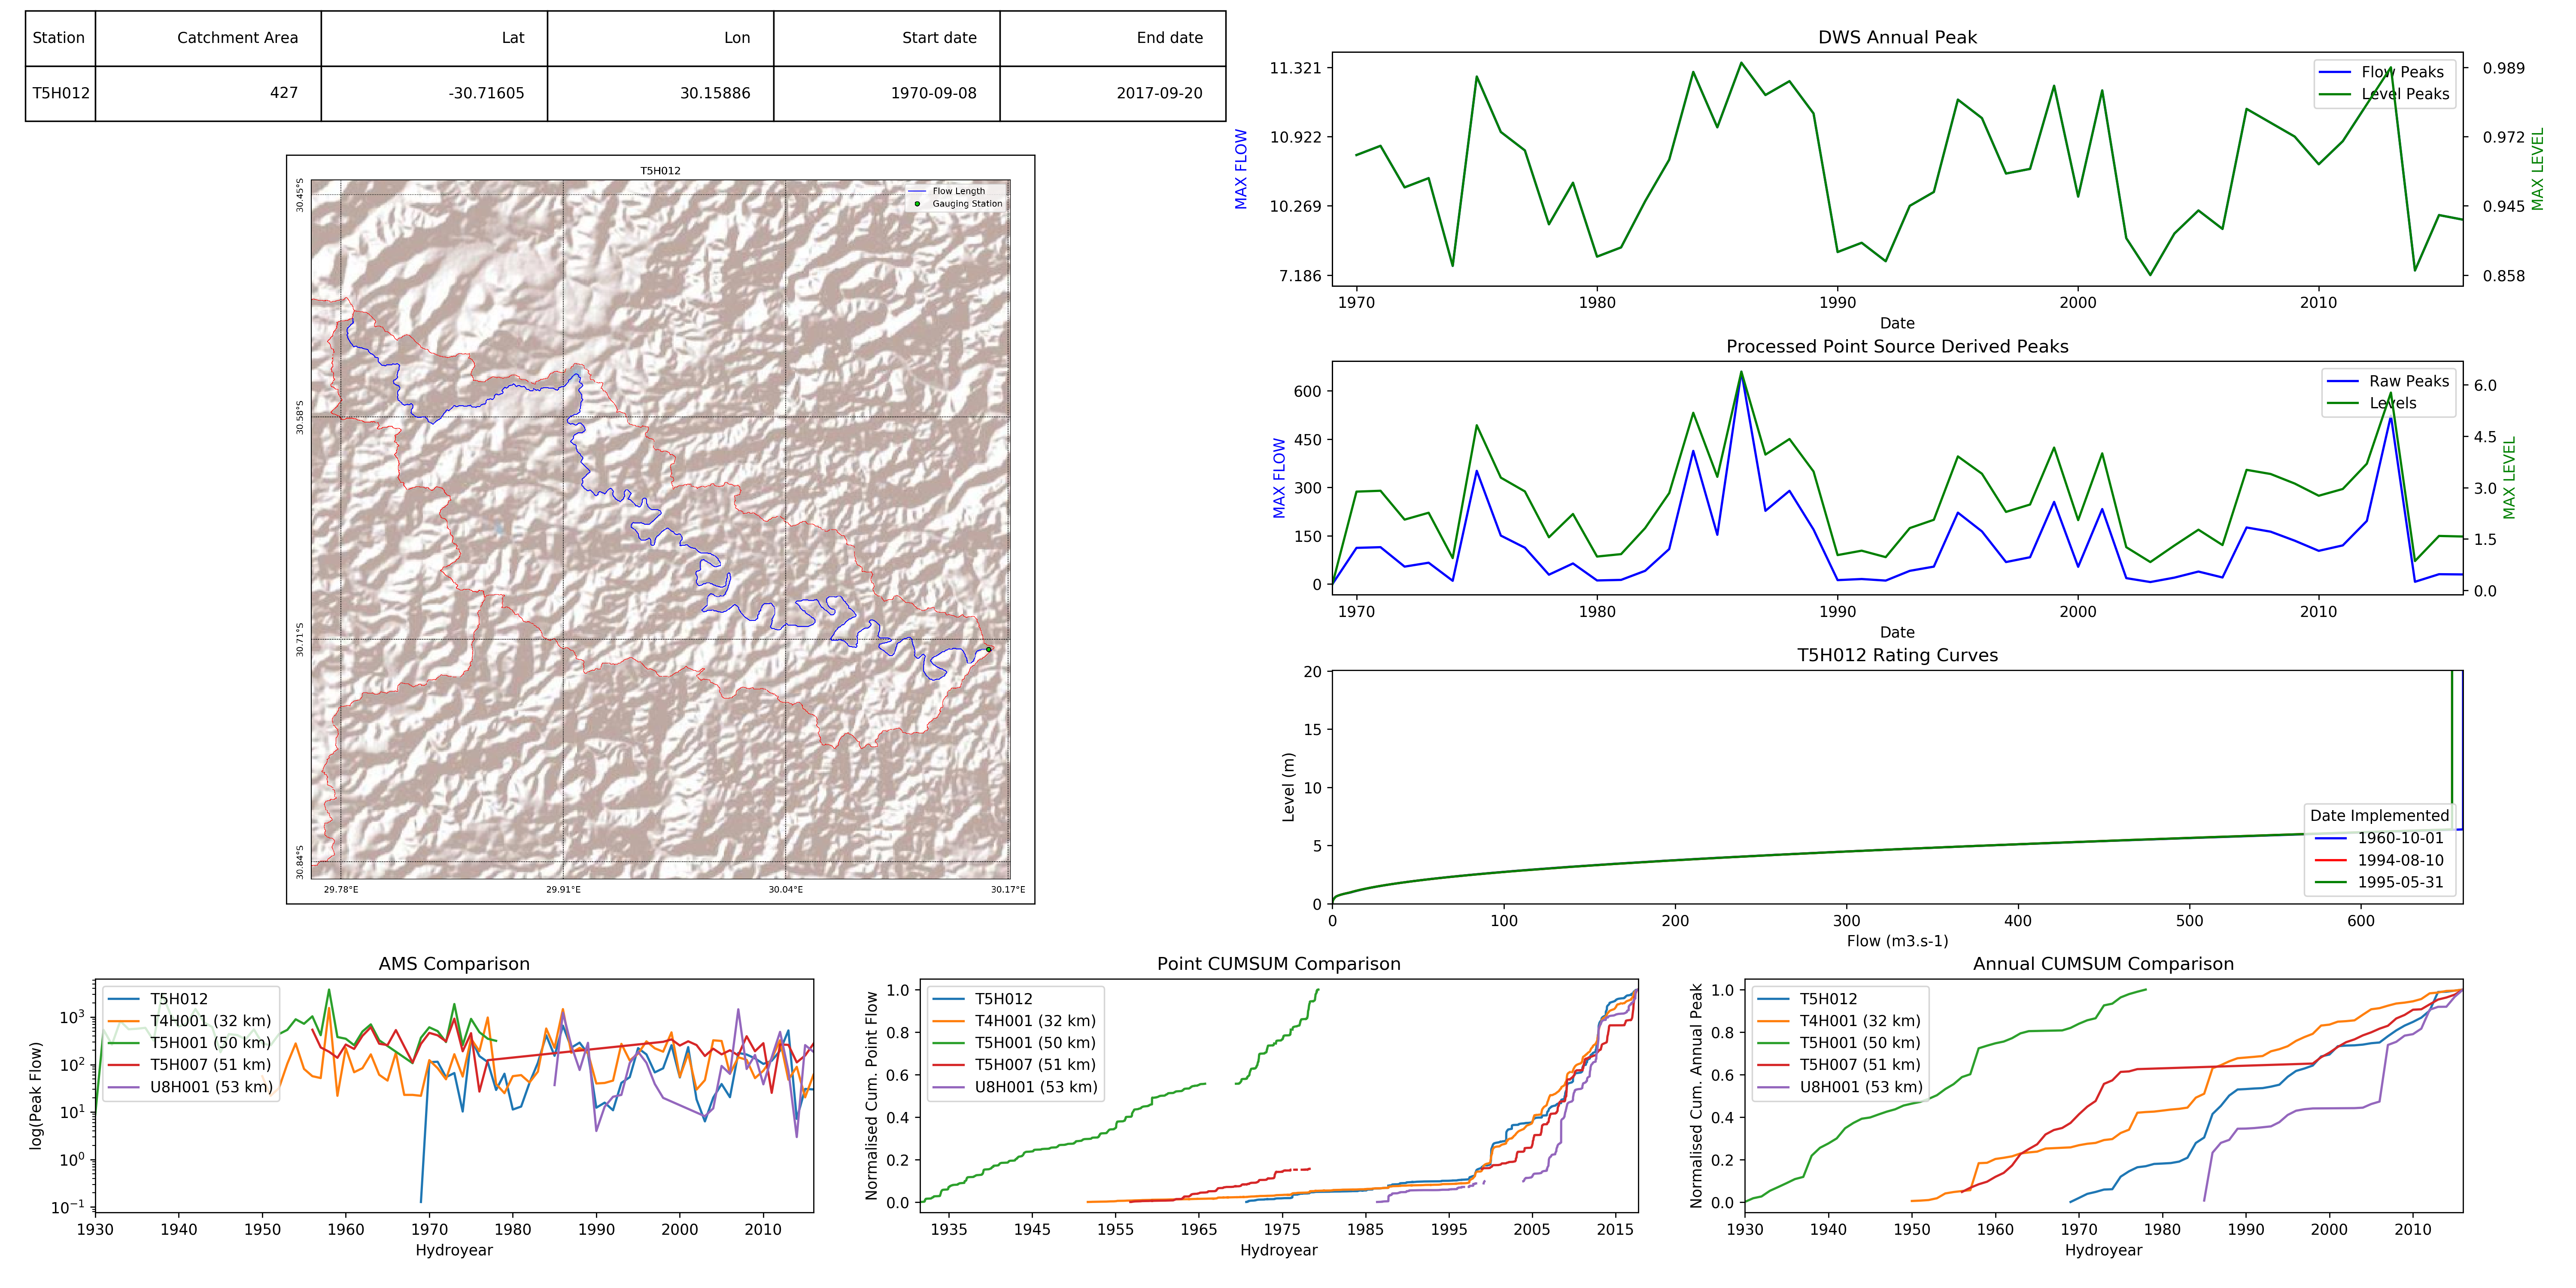 Station Catchment Area Lat Lon Start date End date
T5H012 427 -30.71605 30.15886 1970-09-08 2017-09-20
T5H012
Flow Length
Gauging Station
30.45°S
30.58°S
30.71°S
30.84°S
29.78°E 29.91°E 30.04°E 30.17°E
DWS Annual Peak
MAX FLOW
11.321
10.922
10.269
7.186
Flow Peaks
Level Peaks
0.989
0.972
0.945
0.858
MAX LEVEL
1970 1980 1990 2000 2010
Date
Processed Point Source Derived Peaks
MAX FLOW
600
450
300
150
0
Raw Peaks
Levels
6.0
4.5
3.0
1.5
0.0
MAX LEVEL
1970 1980 1990 2000 2010
Date
T5H012 Rating Curves
Level (m)
20
15
10
5
0
Date Implemented
1960-10-01
1994-08-10
1995-05-31
0 100 200 300 400 500 600
Flow (m3.s-1)
AMS Comparison
log(Peak Flow)
10³
10²
10¹
10⁰
10⁻¹
T5H012
T4H001 (32 km)
T5H001 (50 km)
T5H007 (51 km)
U8H001 (53 km)
1930 1940 1950 1960 1970 1980 1990 2000 2010
Hydroyear
Point CUMSUM Comparison
Normalised Cum. Point Flow
1.0
0.8
0.6
0.4
0.2
0.0
T5H012
T4H001 (32 km)
T5H001 (50 km)
T5H007 (51 km)
U8H001 (53 km)
1935 1945 1955 1965 1975 1985 1995 2005 2015
Hydroyear
Annual CUMSUM Comparison
Normalised Cum. Annual Peak
1.0
0.8
0.6
0.4
0.2
0.0
T5H012
T4H001 (32 km)
T5H001 (50 km)
T5H007 (51 km)
U8H001 (53 km)
1930 1940 1950 1960 1970 1980 1990 2000 2010
Hydroyear